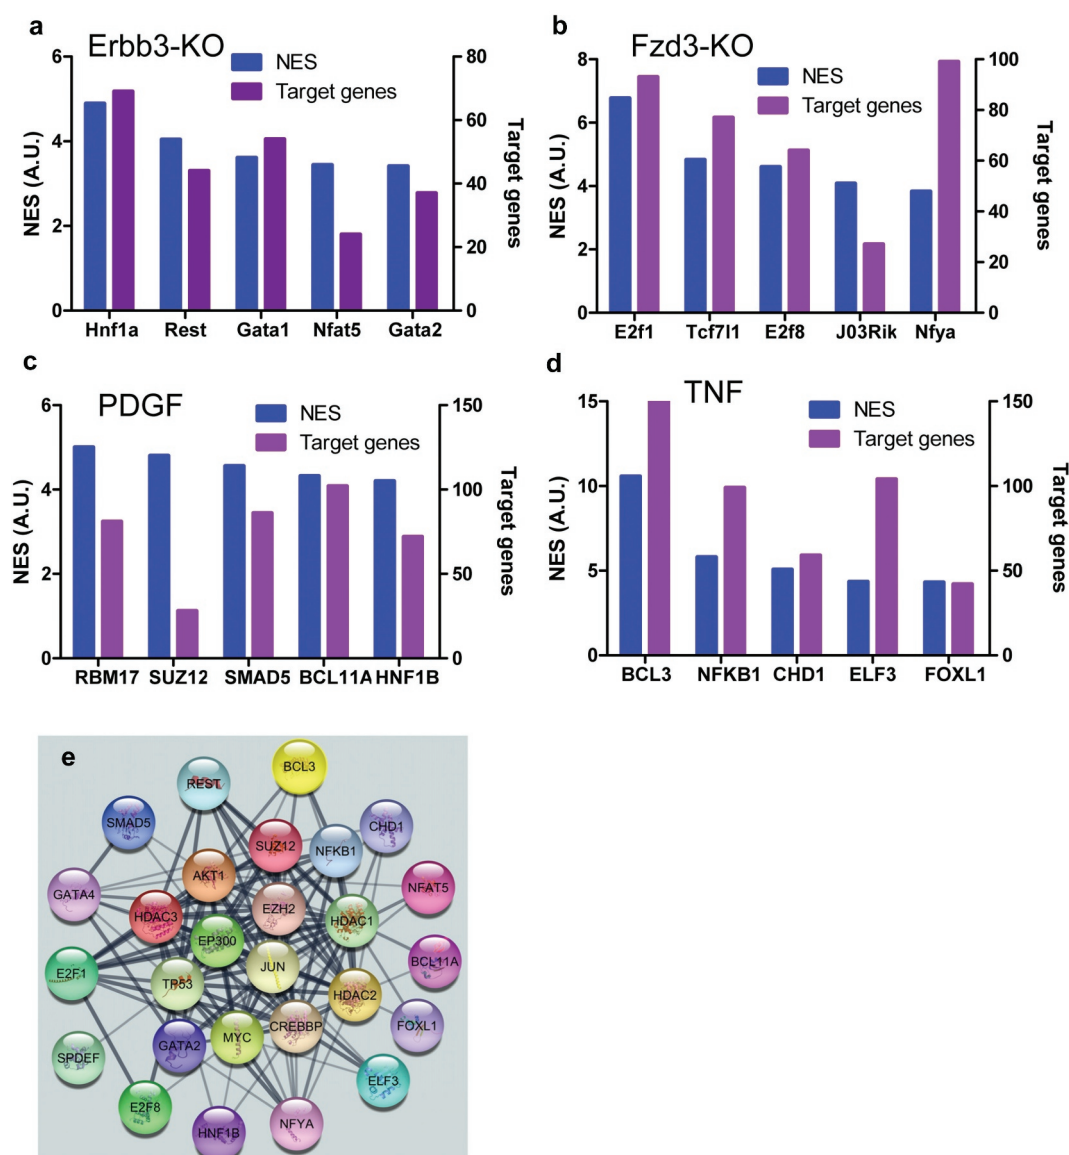 a
Erbb3-KO
NES
Target genes
NES (A.U.)
6
4
2
0
80
60
40
20
0
Target genes
Hnf1a Rest Gata1 Nfat5 Gata2
b
Fzd3-KO
NES
Target genes
NES (A.U.)
8
6
4
2
0
100
80
60
40
20
0
Target genes
E2f1 Tcf7l1 E2f8 J03Rik Nfya
c
PDGF
NES
Target genes
NES (A.U.)
6
4
2
0
150
100
50
0
Target genes
RBM17 SUZ12 SMAD5 BCL11A HNF1B
d
TNF
NES
Target genes
NES (A.U.)
15
10
5
0
150
100
50
0
Target genes
BCL3 NFKB1 CHD1 ELF3 FOXL1
e
BCL3
REST
SMAD5
CHD1
SUZ12
NFKB1
AKT1
NFAT5
GATA4
EZH2
HDAC3
HDAC1
EP300
BCL11A
JUN
E2F1
TP53
HDAC2
FOXL1
CREBBP
MYC
GATA2
SPDEF
ELF3
E2F8
NFYA
HNF1B